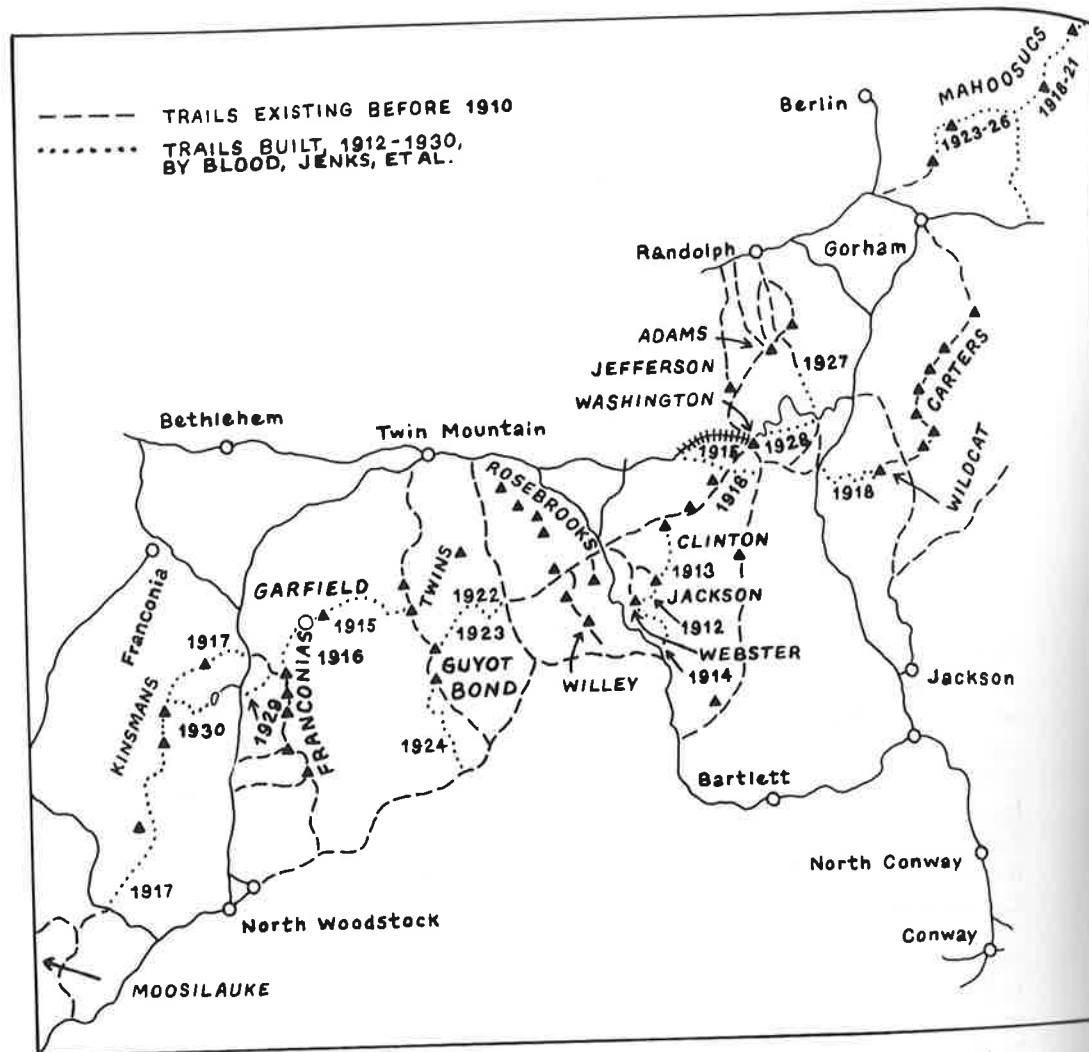 TRAILS EXISTING BEFORE 1910
TRAILS BUILT, 1912-1930,
BY BLOOD, JENKS, ET AL.
MAHOOSUCS
1918-21
Berlin
1923-26
Randolph
Gorham
ADAMS
JEFFERSON
1927
WASHINGTON
CARTERS
Bethlehem
Twin Mountain
1915
1928
ROSEBROOKS
1918
1918
WILDCAT
CLINTON
TWINS
GARFIELD
1922
1913
JACKSON
Franconia
1915
1923
1912
1917
1916
GUYOT
WEBSTER
BOND
WILLEY
1914
Jackson
KINSMANS
1930
1929
FRANCONIAS
1924
Bartlett
North Conway
1917
North Woodstock
Conway
MOOSILAUKE